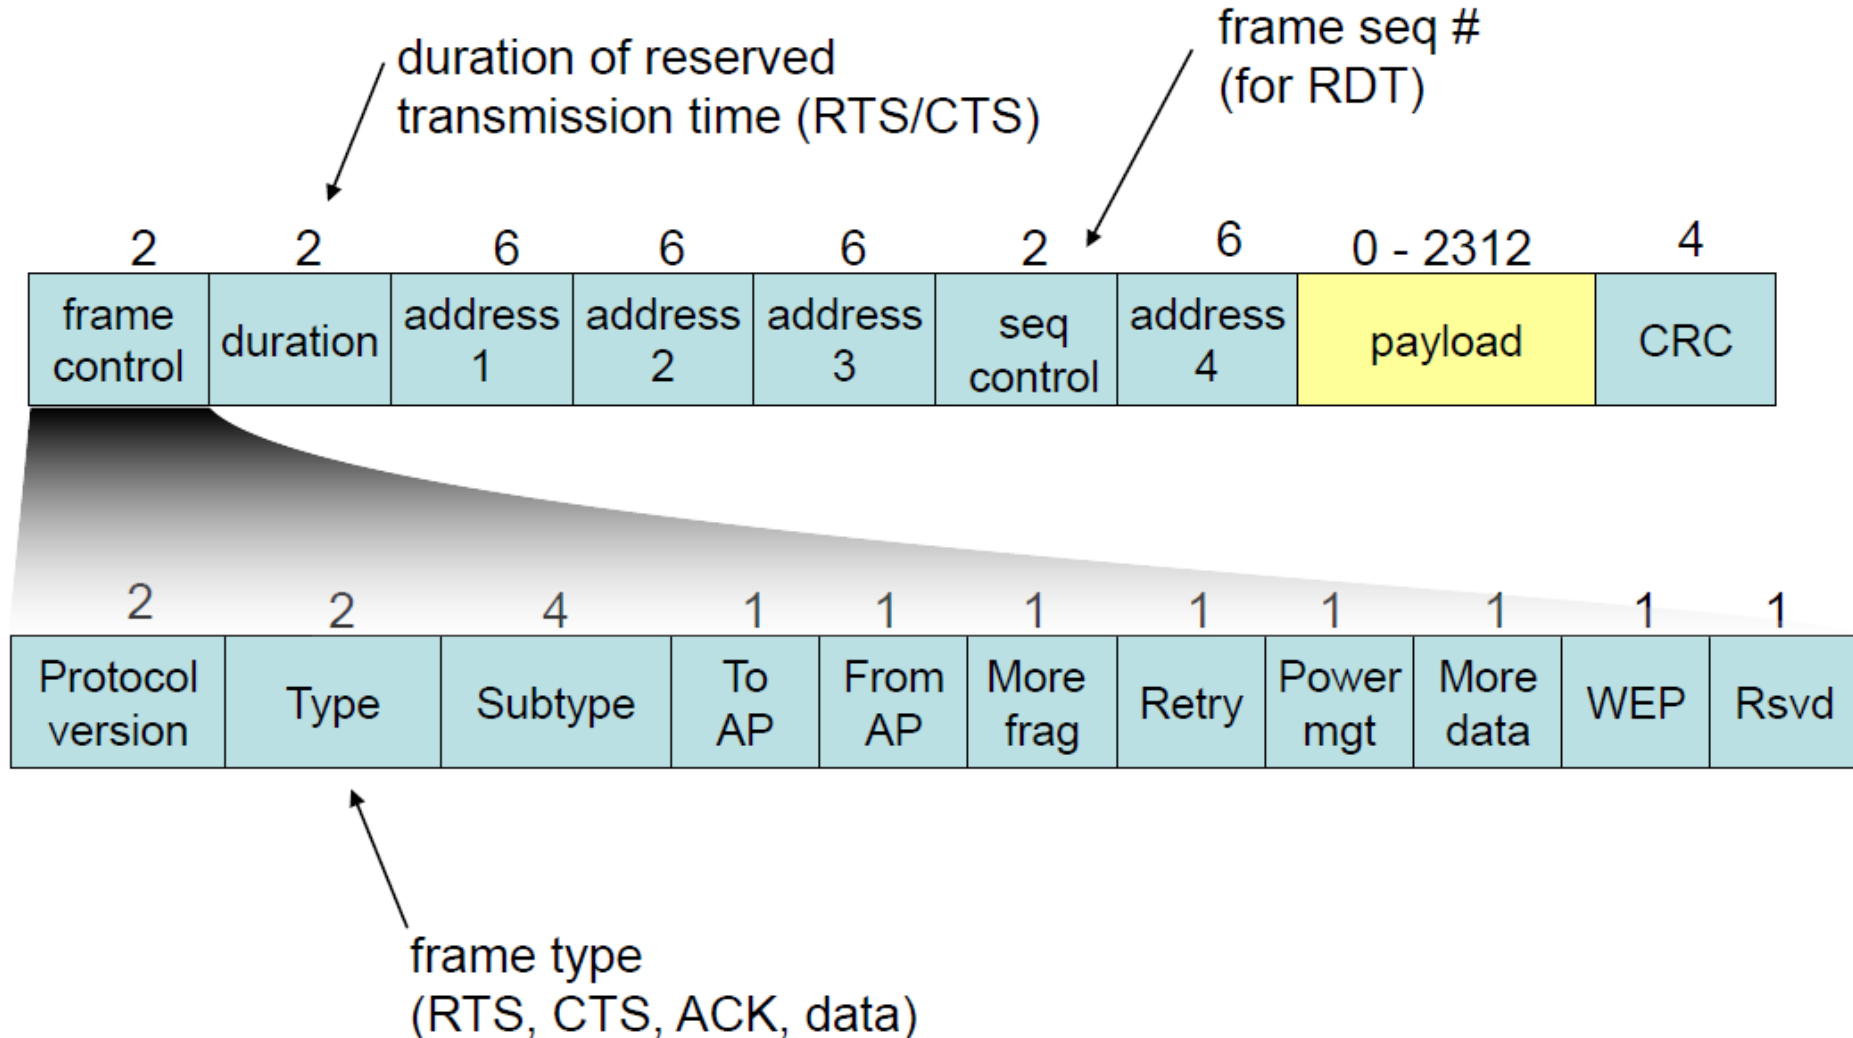 duration of reserved
transmission time (RTS/CTS)
frame seq #
(for RDT)
2 2 6 6 6 2 6 0 - 2312 4
frame control duration address 1 address 2 address 3 seq control address 4 payload CRC
2 2 4 1 1 1 1 1 1 1 1
Protocol version Type Subtype To AP From AP More frag Retry Power mgt More data WEP Rsvd
frame type
(RTS, CTS, ACK, data)